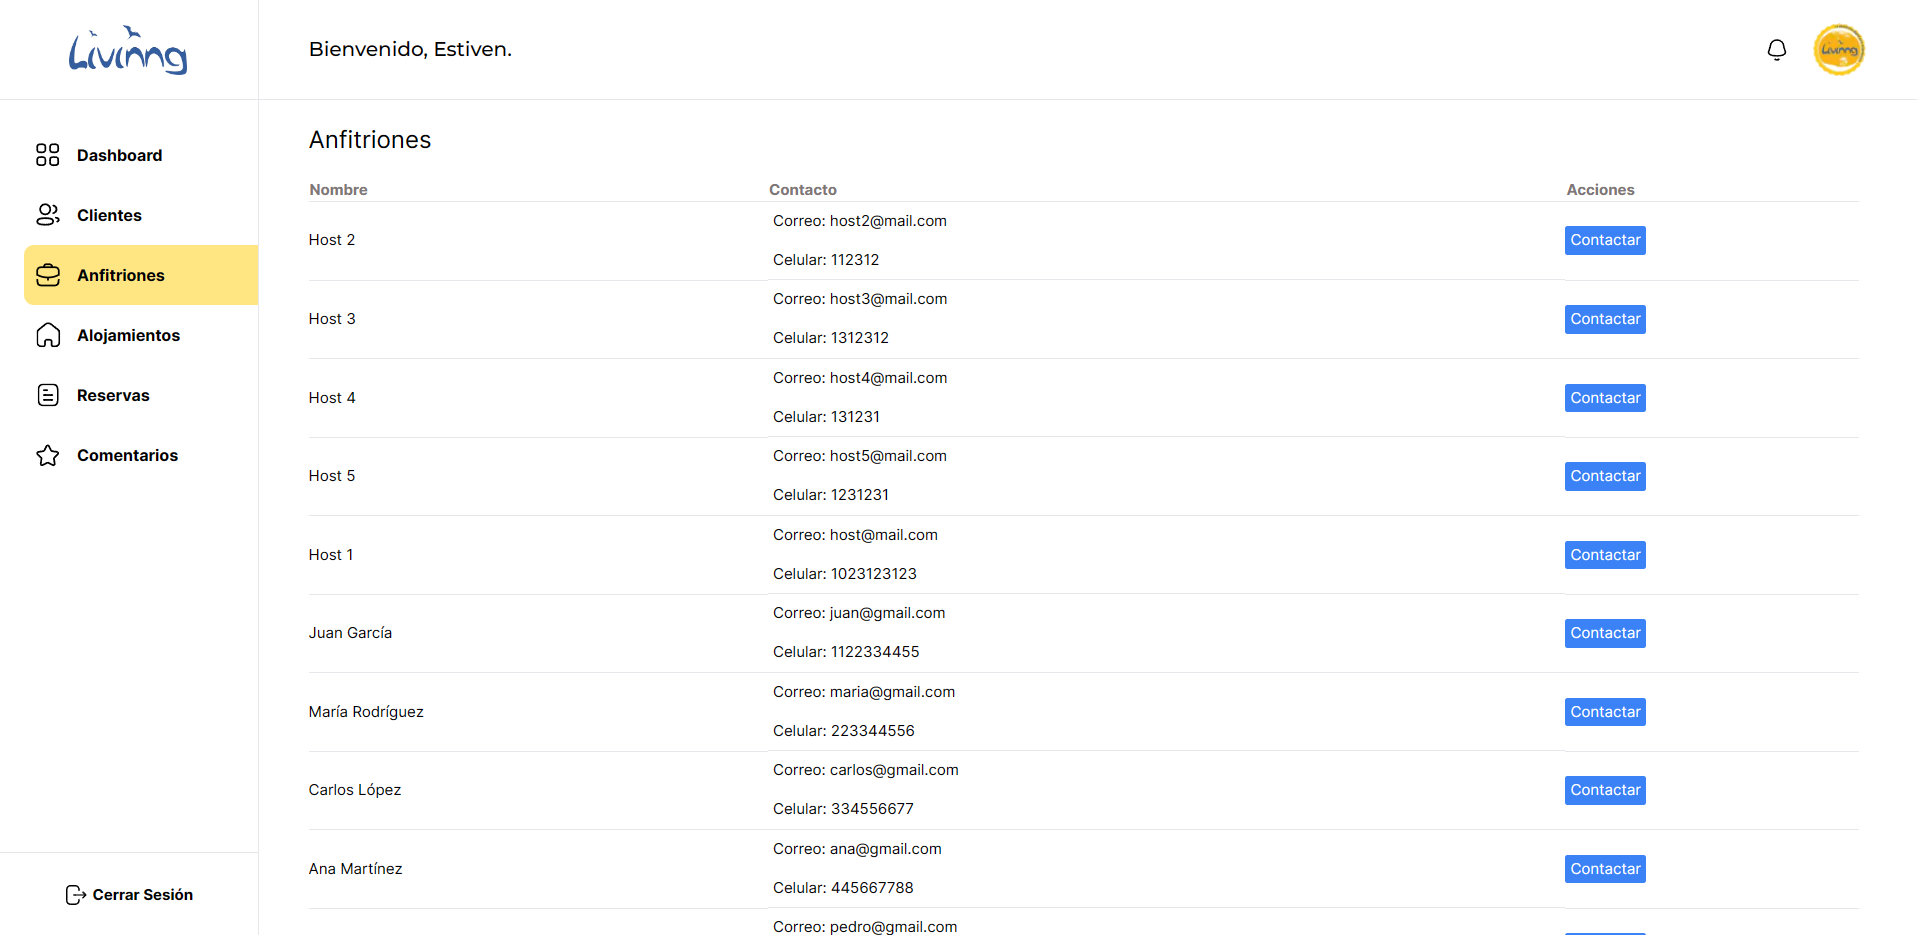 Livinng
Bienvenido, Estiven.
Livinng
Dashboard
Clientes
Anfitriones
Alojamientos
Reservas
Comentarios
Cerrar Sesión
Anfitriones
Nombre Contacto Acciones
Host 2 Correo: host2@mail.com
Celular: 112312 Contactar
Host 3 Correo: host3@mail.com
Celular: 1312312 Contactar
Host 4 Correo: host4@mail.com
Celular: 131231 Contactar
Host 5 Correo: host5@mail.com
Celular: 1231231 Contactar
Host 1 Correo: host@mail.com
Celular: 1023123123 Contactar
Juan García Correo: juan@gmail.com
Celular: 1122334455 Contactar
María Rodríguez Correo: maria@gmail.com
Celular: 223344556 Contactar
Carlos López Correo: carlos@gmail.com
Celular: 334556677 Contactar
Ana Martínez Correo: ana@gmail.com
Celular: 445667788 Contactar
Correo: pedro@gmail.com